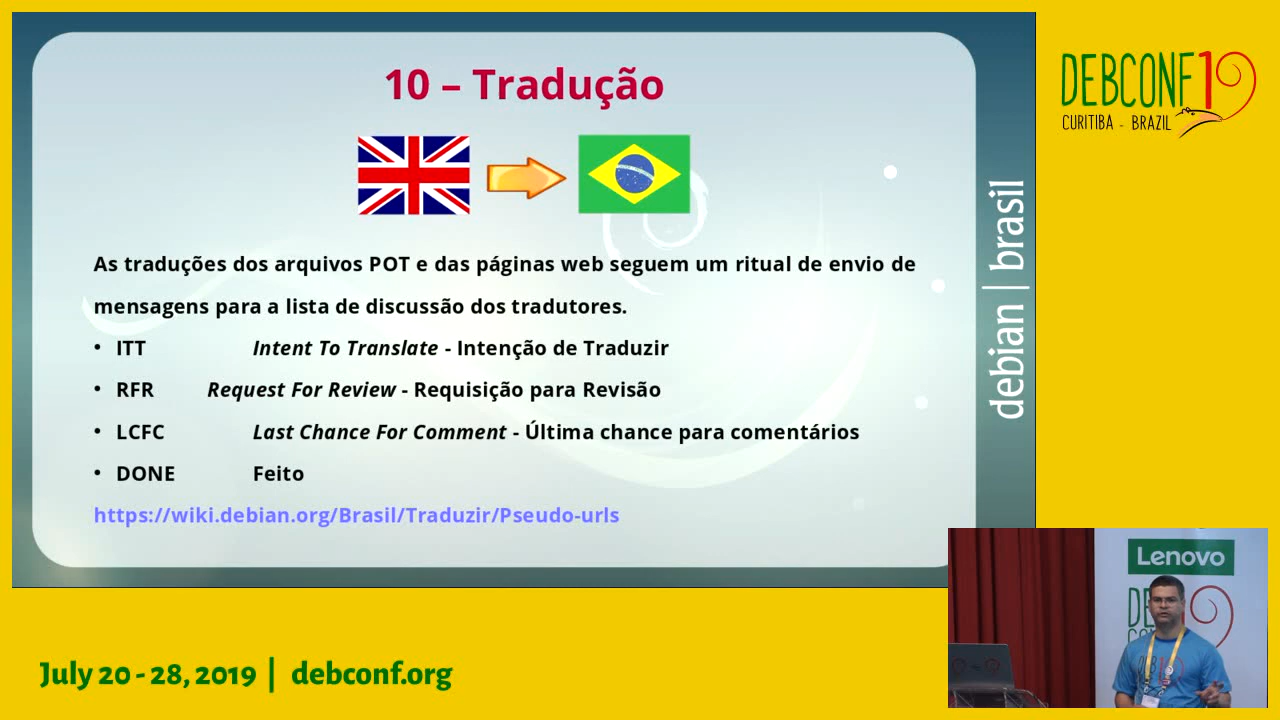 10 – Tradução
As traduções dos arquivos POT e das páginas web seguem um ritual de envio de
mensagens para a lista de discussão dos tradutores.
• ITT Intent To Translate - Intenção de Traduzir
• RFR Request For Review - Requisição para Revisão
• LCFC Last Chance For Comment - Última chance para comentários
• DONE Feito
https://wiki.debian.org/Brasil/Traduzir/Pseudo-urls
debian | brasil
DEBCONF19
CURITIBA - BRAZIL
Lenovo
July 20 - 28, 2019 | debconf.org